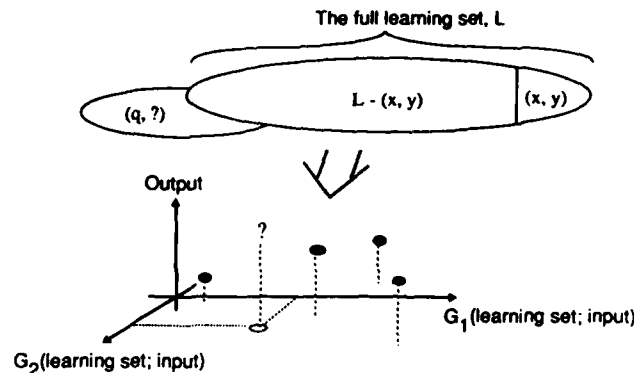 The full learning set, L
(q, ?)
L - (x, y)
(x, y)
Output
?
G1(learning set; input)
G2(learning set; input)